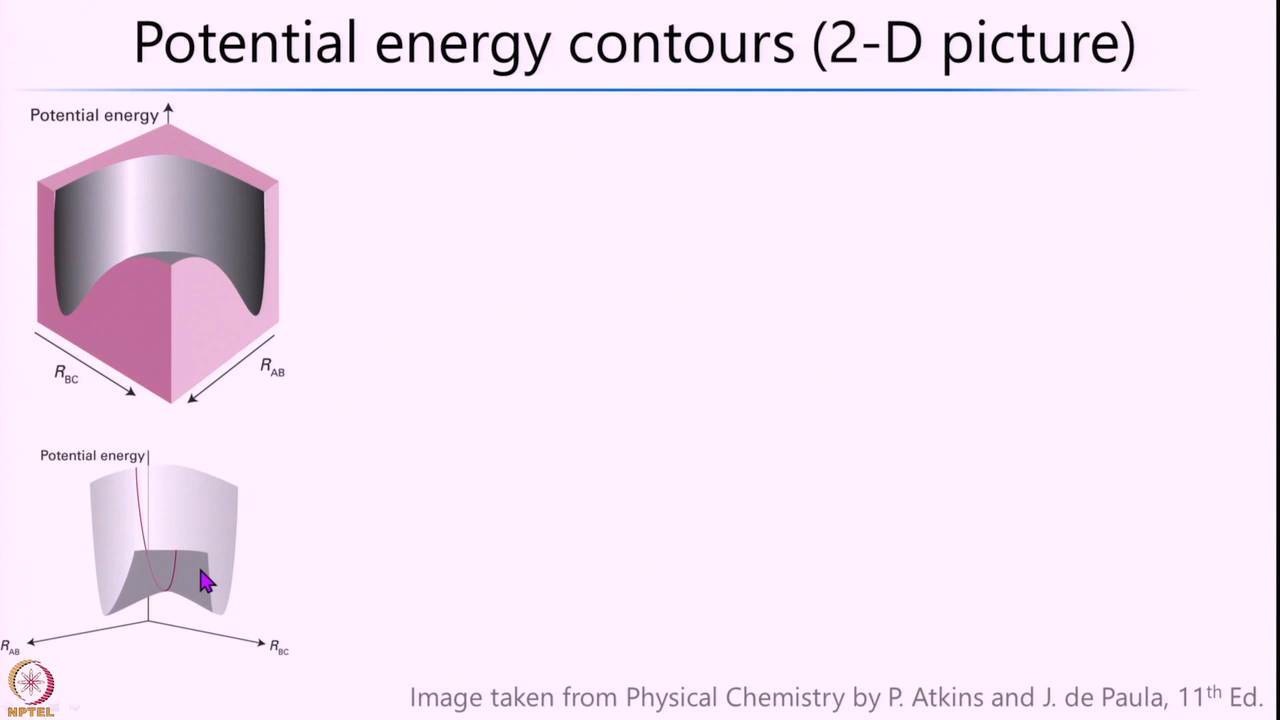 Potential energy contours (2-D picture)
Potential energy
R_BC
R_AB
Potential energy
R_AB
R_BC
NPTEL
Image taken from Physical Chemistry by P. Atkins and J. de Paula, 11th Ed.